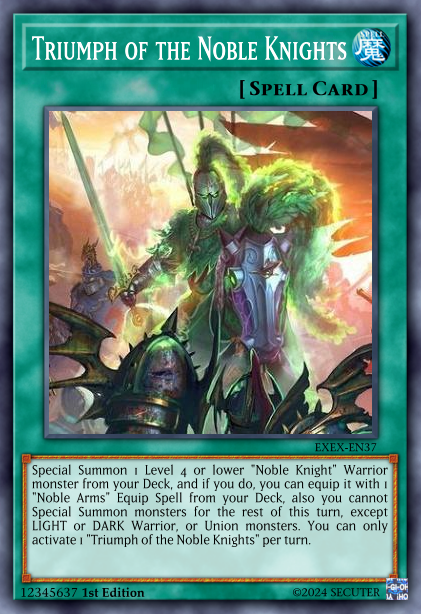 Triumph of the Noble Knights 魔
[ Spell Card ]
EXEX-EN37
Special Summon 1 Level 4 or lower "Noble Knight" Warrior
monster from your Deck, and if you do, you can equip it with 1
"Noble Arms" Equip Spell from your Deck, also you cannot
Special Summon monsters for the rest of this turn, except
LIGHT or DARK Warrior, or Union monsters. You can only
activate 1 "Triumph of the Noble Knights" per turn.
12345637 1st Edition ©2024 SECUTER